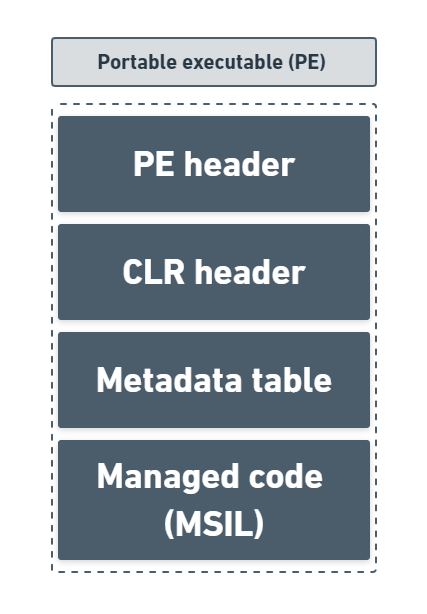 Portable executable (PE)
PE header
CLR header
Metadata table
Managed code
(MSIL)